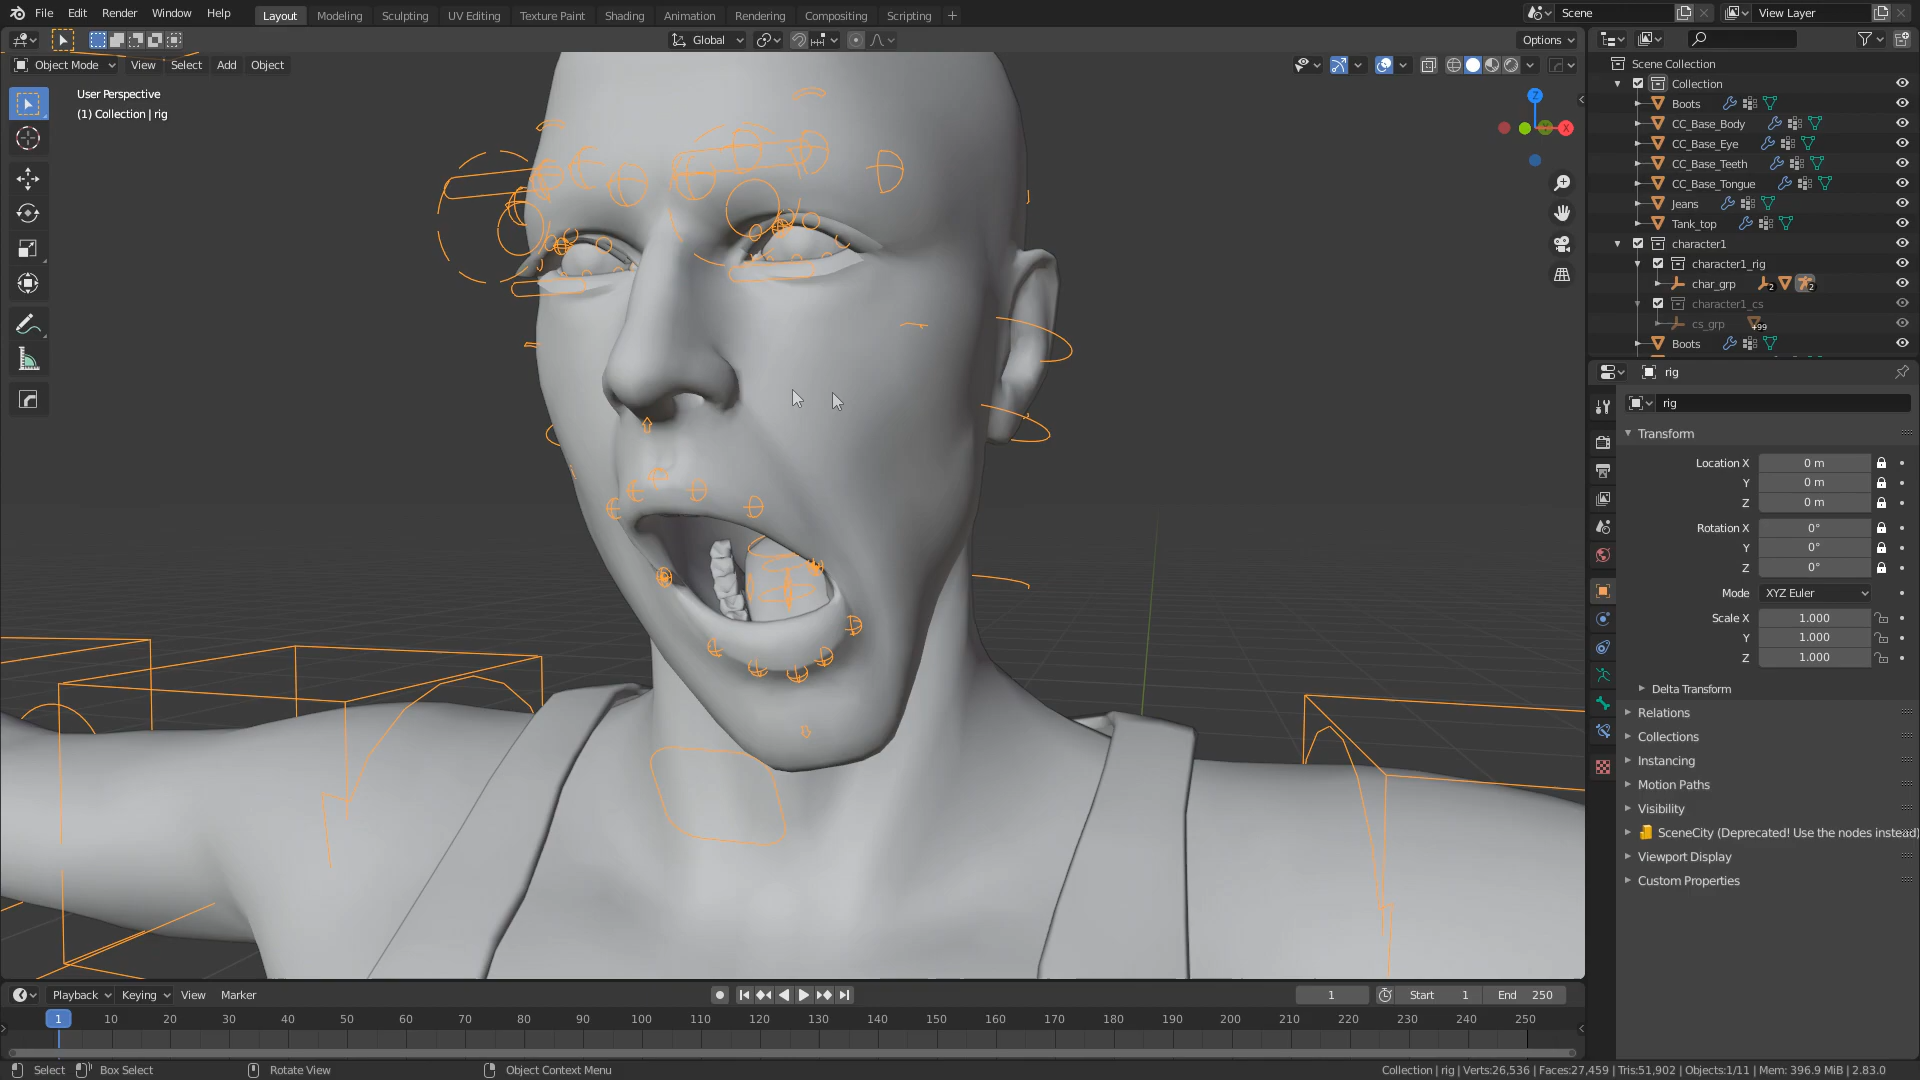 File Edit Render Window Help Layout Modeling Sculpting UV Editing Texture Paint Shading Animation Rendering Compositing Scripting + Scene View Layer
Global Options
Object Mode View Select Add Object
User Perspective
(1) Collection | rig
Z
X
Scene Collection
Collection
Boots
CC_Base_Body
CC_Base_Eye
CC_Base_Teeth
CC_Base_Tongue
Jeans
Tank_top
character1
character1_rig
char_grp 2 2
character1_cs
cs_grp +99
Boots
rig
rig
Transform
Location X 0 m
Y 0 m
Z 0 m
Rotation X 0°
Y 0°
Z 0°
Mode XYZ Euler
Scale X 1.000
Y 1.000
Z 1.000
Delta Transform
Relations
Collections
Instancing
Motion Paths
Visibility
SceneCity (Deprecated! Use the nodes instead)
Viewport Display
Custom Properties
Playback Keying View Marker 1 Start 1 End 250
1 10 20 30 40 50 60 70 80 90 100 110 120 130 140 150 160 170 180 190 200 210 220 230 240 250
Select Box Select Rotate View Object Context Menu Collection | rig | Verts:26,536 | Faces:27,459 | Tris:51,902 | Objects:1/11 | Mem: 396.9 MiB | 2.83.0